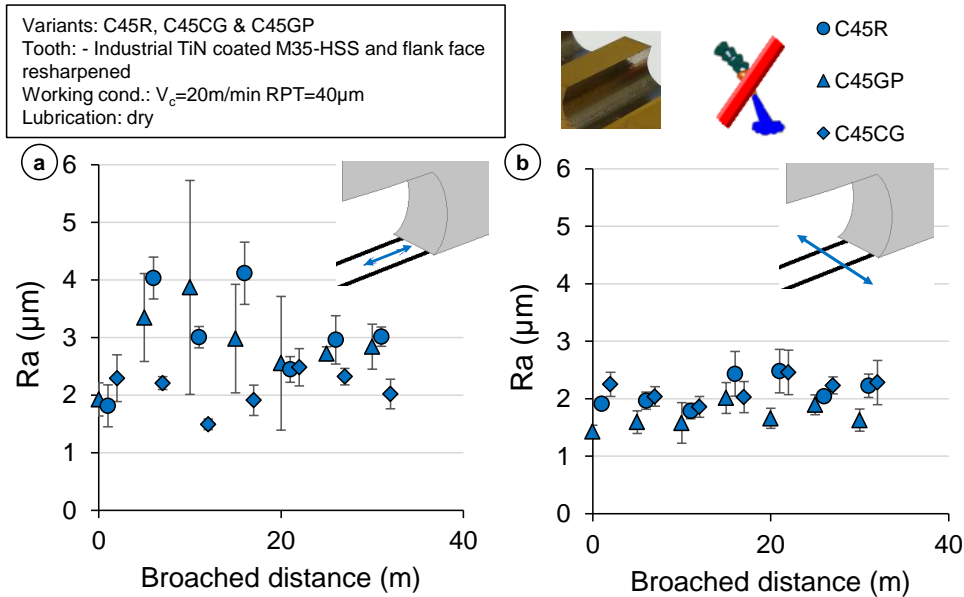 Variants: C45R, C45CG & C45GP
Tooth: - Industrial TiN coated M35-HSS and flank face
resharpened
Working cond.: Vc=20m/min RPT=40µm
Lubrication: dry
C45R
C45GP
C45CG
a
6
5
4
3
2
1
0
Ra (µm)
0
20
40
Broached distance (m)
b
6
5
4
3
2
1
0
Ra (µm)
0
20
40
Broached distance (m)